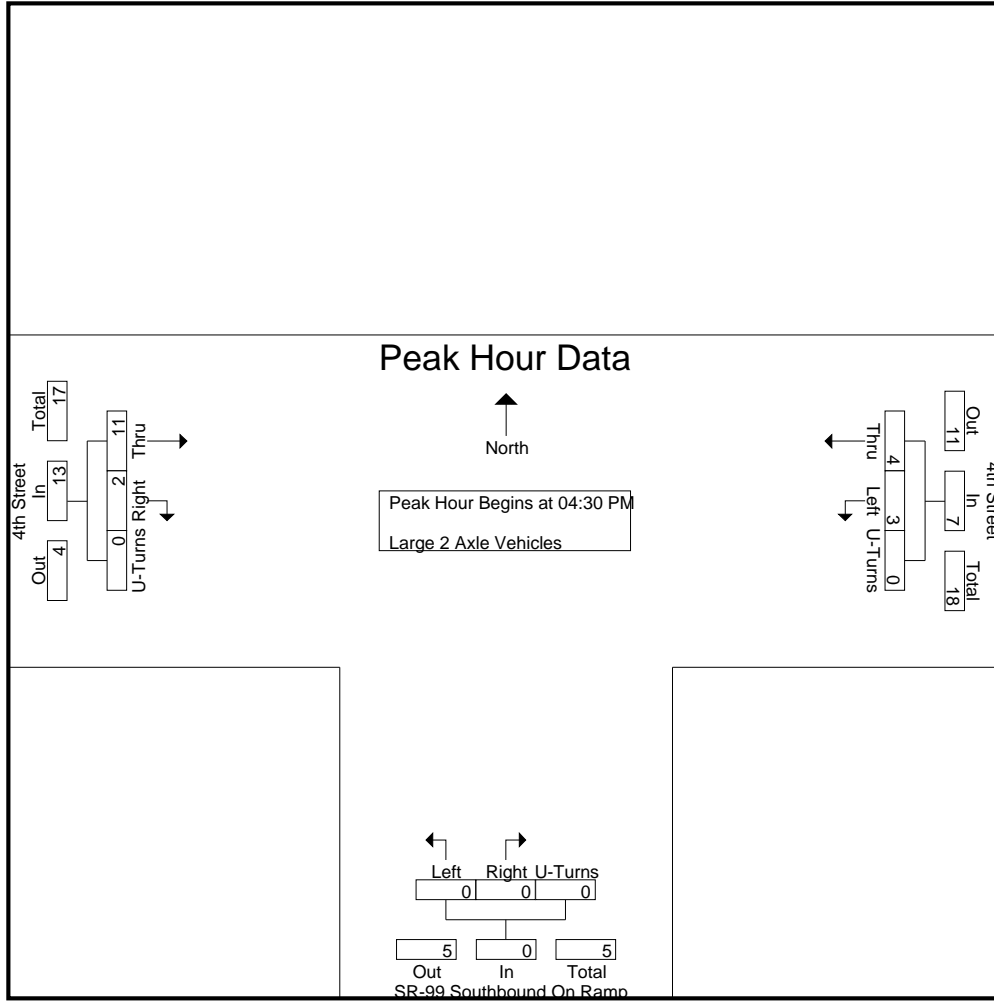 Peak Hour Data
North
Peak Hour Begins at 04:30 PM
Large 2 Axle Vehicles
4th Street
Total
17
In
13
Out
4
11
Thru
2
Right
0
U-Turns
Thru
4
Left
3
U-Turns
0
Out
11
In
7
Total
18
4th Street
Left Right U-Turns
0 0 0
5 0 5
Out In Total
SR-99 Southbound On Ramp